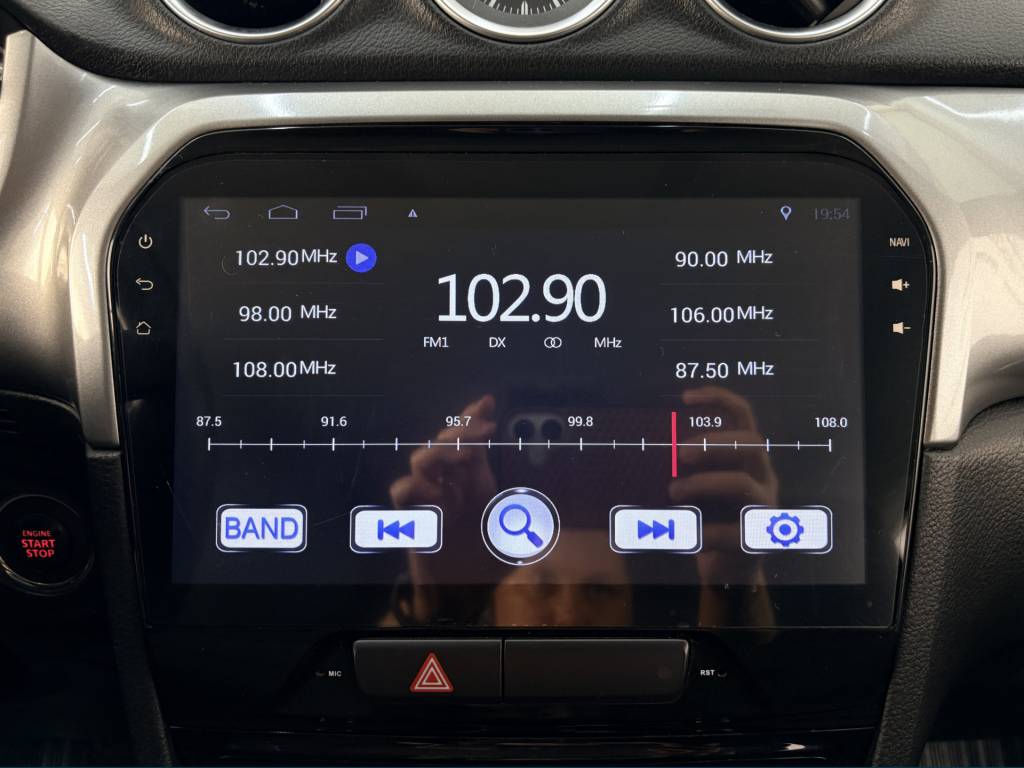 19:54
102.90 MHz
98.00 MHz
108.00 MHz
102.90
FM1 DX MHz
90.00 MHz
106.00 MHz
87.50 MHz
87.5 91.6 95.7 99.8 103.9 108.0
BAND
NAVI
ENGINE
START
STOP
MIC
RST